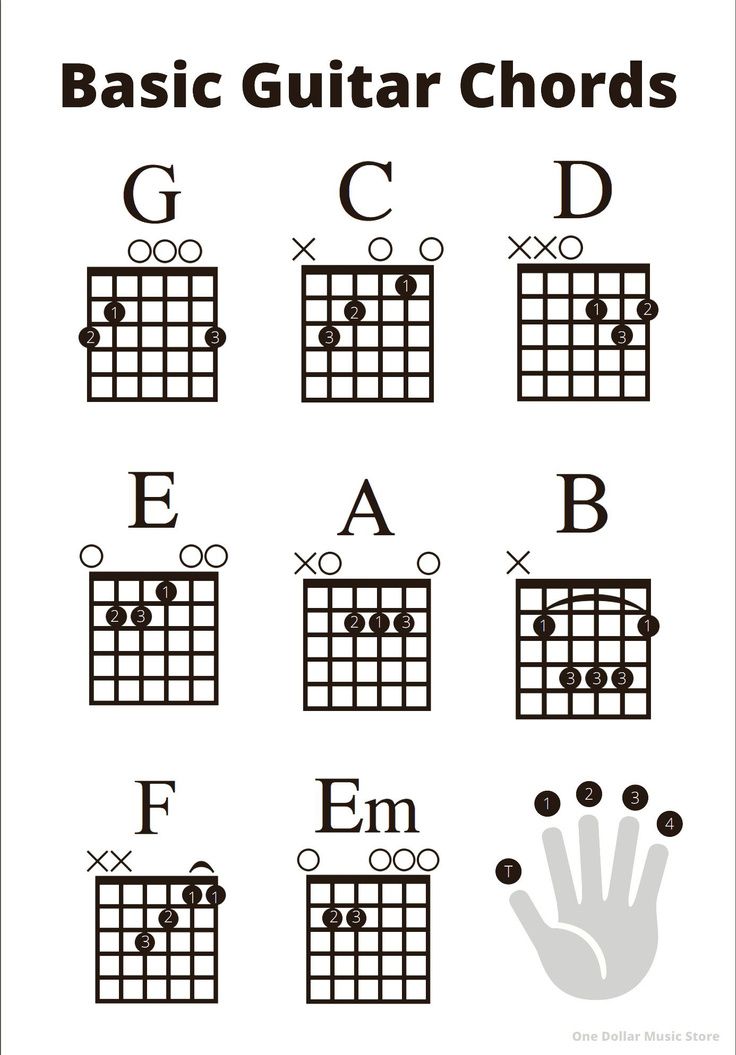 Basic Guitar Chords
G C D
× ○ ○ ○ × ○ ○ × × ○
1 2 3
2 1 3
3 2 1
E A B
○ ○ ○ × ○ ○ ×
1
2 3 2 1 3 1 1
3 3 3
F Em
× × ○ ○ ○ ○
1 1
2 2 3
3
1 2 3 4
T
One Dollar Music Store